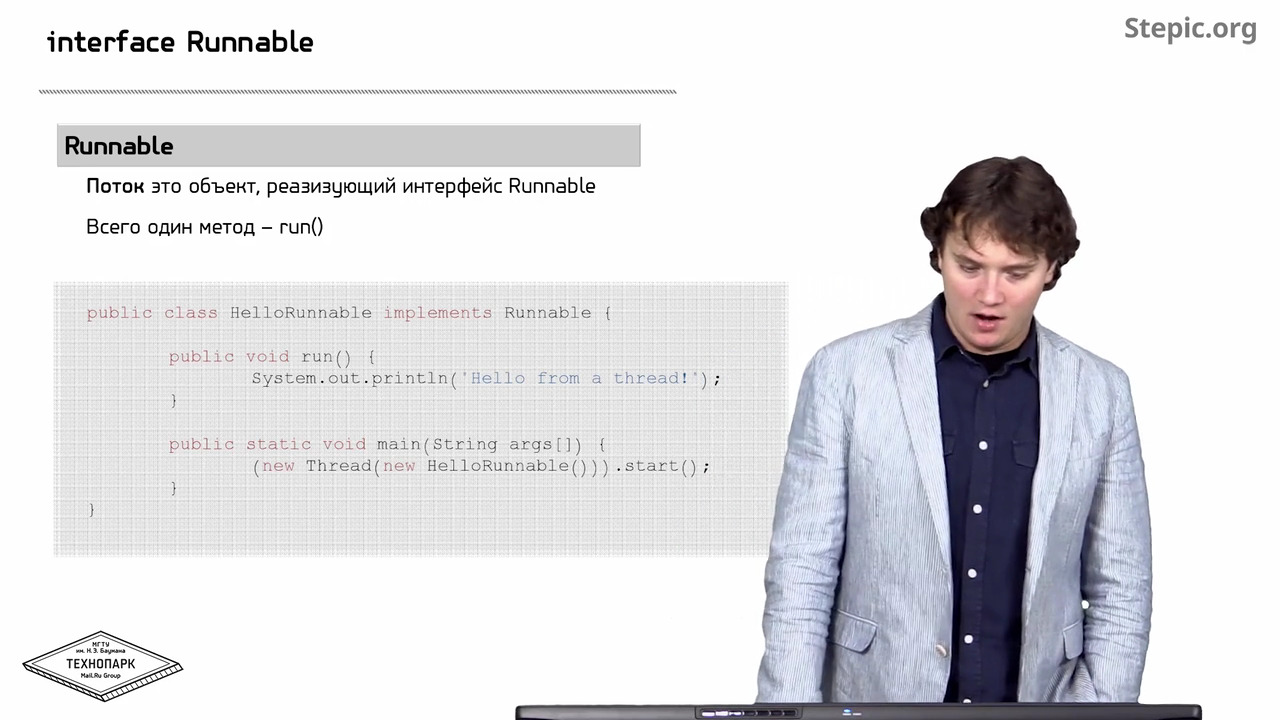 interface Runnable
Stepic.org
Runnable
Поток это объект, реазизующий интерфейс Runnable
Всего один метод – run()
public class HelloRunnable implements Runnable {
public void run() {
System.out.println("Hello from a thread!");
}
public static void main(String args[]) {
(new Thread(new HelloRunnable())).start();
}
}
МГТУ
им. Н.Э. Баумана
ТЕХНОПАРК
Mail.Ru Group